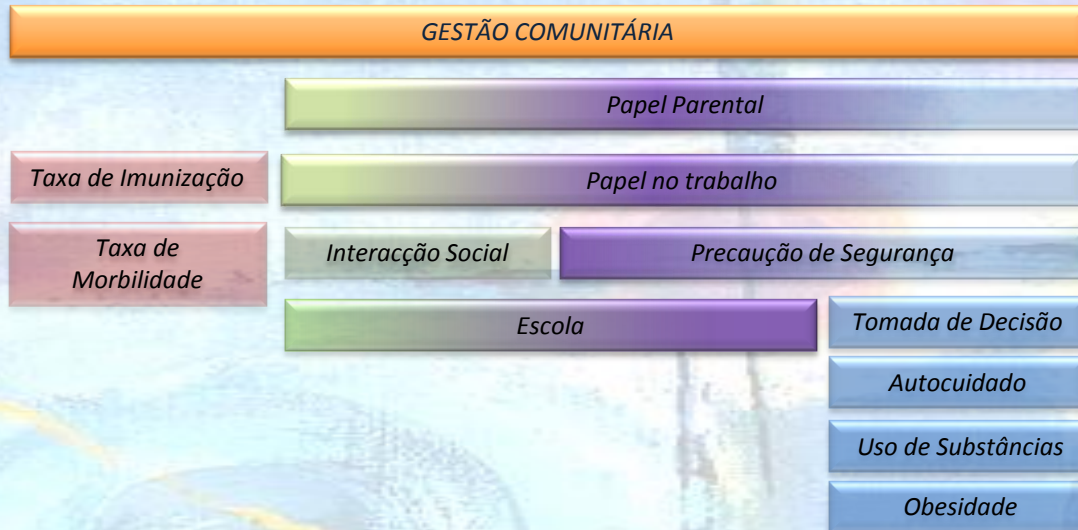 GESTÃO COMUNITÁRIA
Papel Parental
Taxa de Imunização
Papel no trabalho
Taxa de
Morbilidade
Interacção Social
Precaução de Segurança
Escola
Tomada de Decisão
Autocuidado
Uso de Substâncias
Obesidade